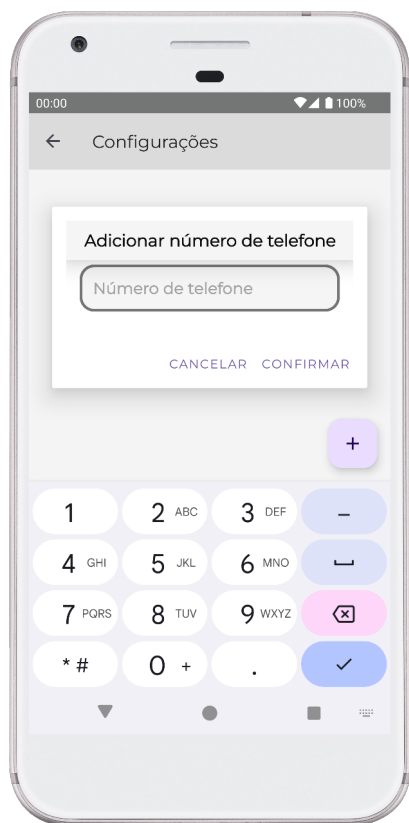 00:00 100%
Configurações
Adicionar número de telefone
Número de telefone
CANCELAR CONFIRMAR
+
1 2 ABC 3 DEF –
4 GHI 5 JKL 6 MNO
7 PQRS 8 TUV 9 WXYZ
* # 0 + .